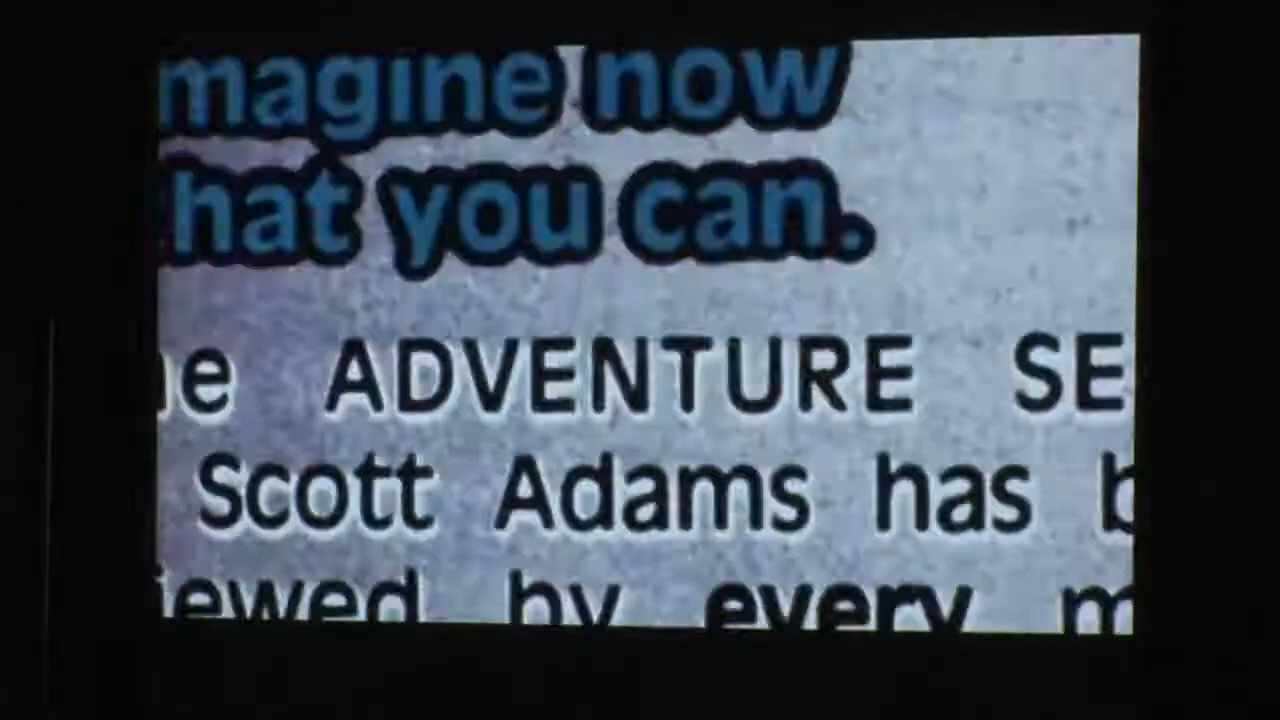 magine now
hat you can.
e ADVENTURE SE
Scott Adams has b
iewed by every m